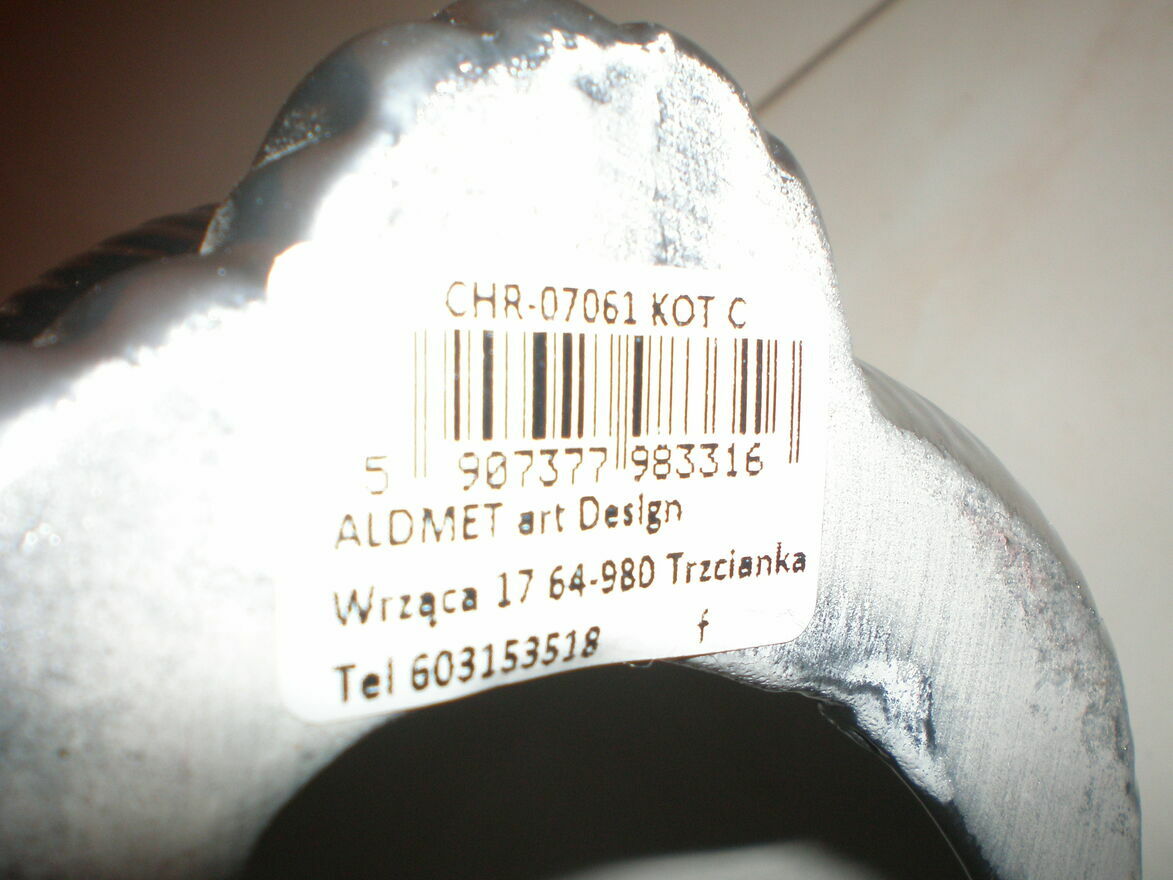 CHR-07061 KOT C
5 907377 983316
ALDMET art Design
Wrząca 17 64-980 Trzcianka
Tel 603153518 f